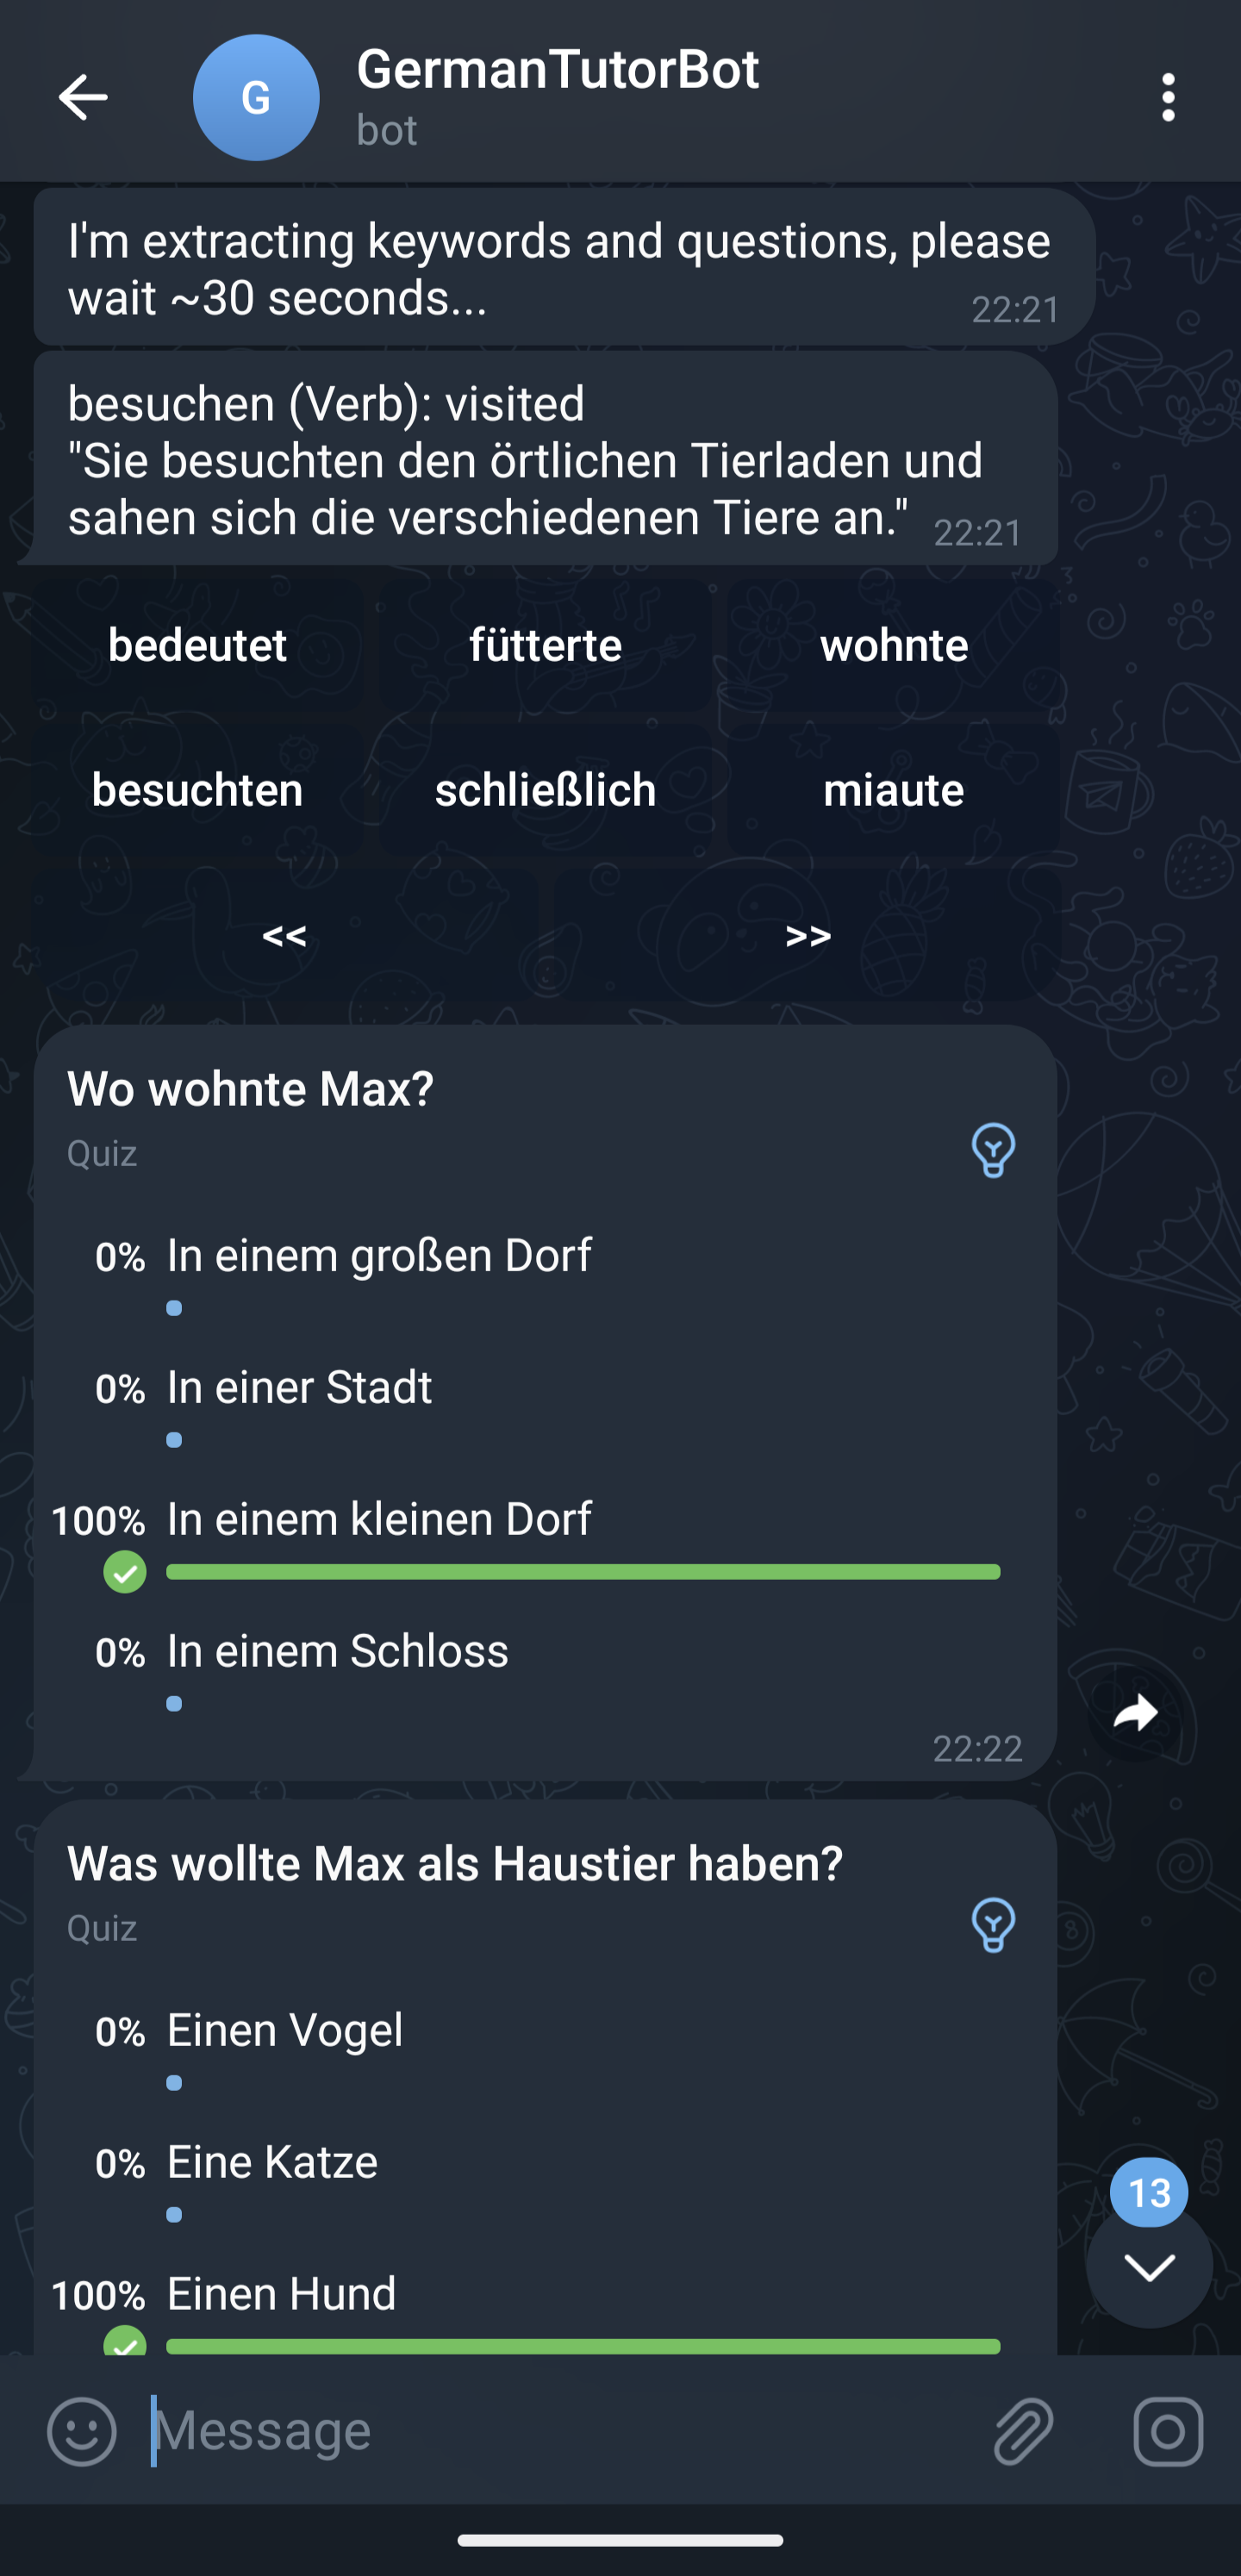 GermanTutorBot
G
bot
I'm extracting keywords and questions, please
wait ~30 seconds...
22:21
besuchen (Verb): visited
"Sie besuchten den örtlichen Tierladen und
sahen sich die verschiedenen Tiere an."
22:21
bedeutet fütterte wohnte
besuchten schließlich miaute
<< >>
Wo wohnte Max?
Quiz
0% In einem großen Dorf
0% In einer Stadt
100% In einem kleinen Dorf
0% In einem Schloss
22:22
Was wollte Max als Haustier haben?
Quiz
0% Einen Vogel
0% Eine Katze
13
100% Einen Hund
Message